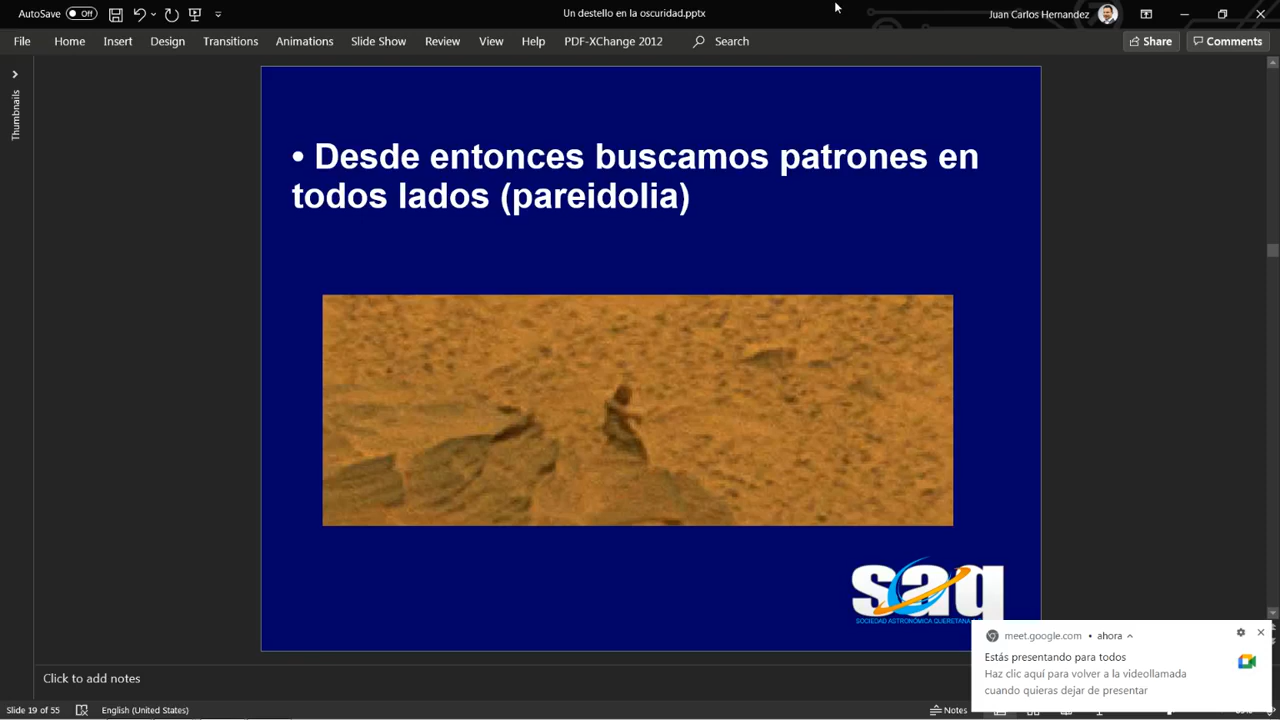 AutoSave Off
Un destello en la oscuridad.pptx
Juan Carlos Hernandez
File Home Insert Design Transitions Animations Slide Show Review View Help PDF-XChange 2012 Search
Share Comments
Thumbnails
• Desde entonces buscamos patrones en
todos lados (pareidolia)
saq
SOCIEDAD ASTRONÓMICA QUERETANA
meet.google.com • ahora
Estás presentando para todos
Haz clic aquí para volver a la videollamada
cuando quieras dejar de presentar
Click to add notes
Slide 19 of 55 English (United States) Notes